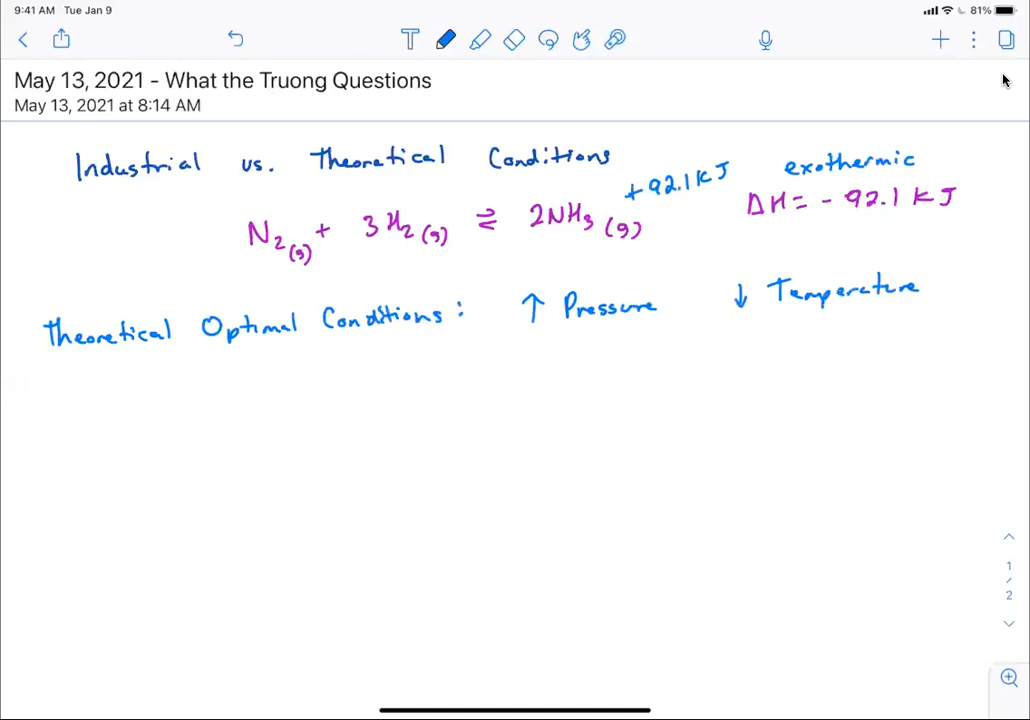 9:41 AM Tue Jan 9 81%
May 13, 2021 - What the Truong Questions
May 13, 2021 at 8:14 AM
Industrial vs. Theoretical Conditions
N2(g) + 3H2(g) ⇌ 2NH3(g) +92.1 kJ
exothermic
ΔH = -92.1 kJ
Theoretical Optimal Conditions: ↑ Pressure ↓ Temperature
1
/
2